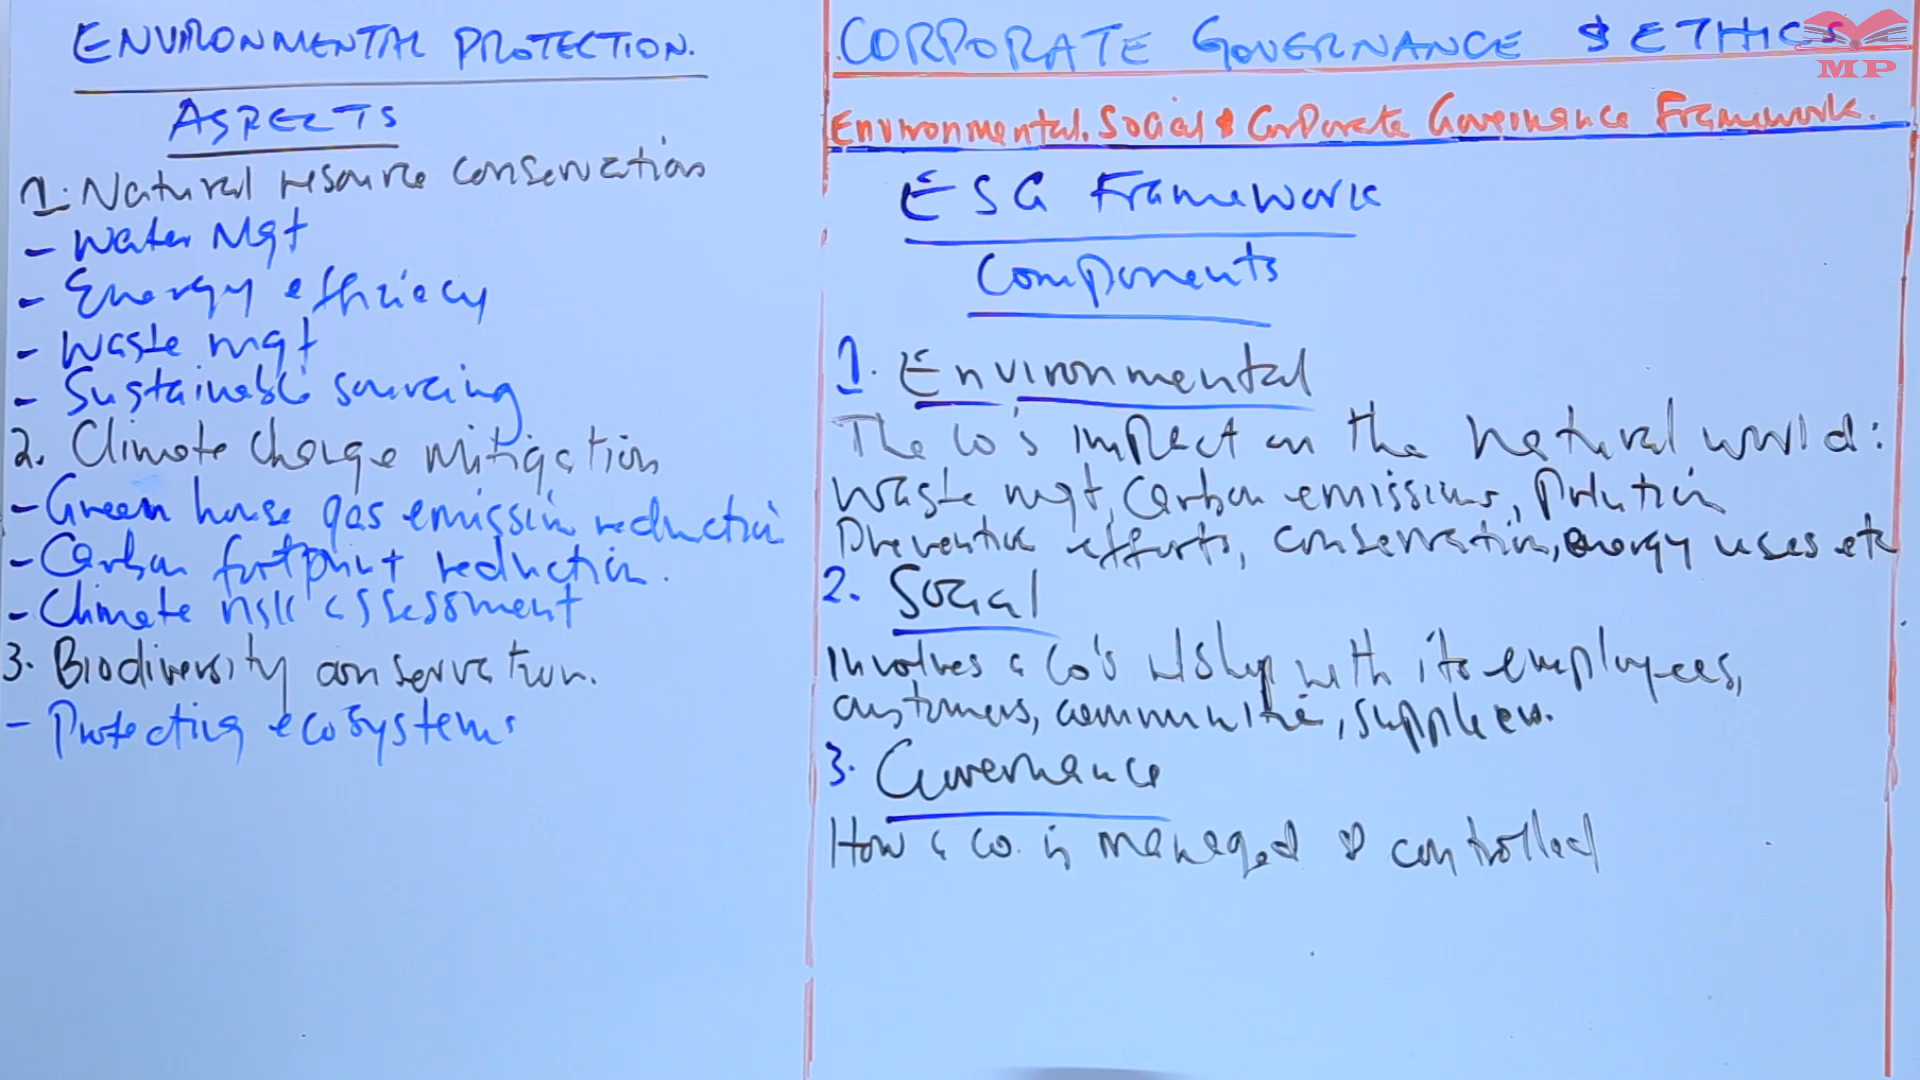 ENVIRONMENTAL PROTECTION.
ASPECTS
1. Natural resource conservation
- Water Mgt
- Energy efficiecy
- Waste mgt
- Sustainable sourcing
2. Climate change mitigation
- Green house gas emission reduction
- Carbon footprint reduction.
- Climate risk assessment
3. Biodiversity conservation.
- Protecting ecosystems
CORPORATE GOVERNANCE & ETHICS
MP
Environmental, Social & Corporate Governance Framework.
ESG Framework
Components
1. Environmental
The co's impact on the natural world:
Waste mgt, Carbon emissions, Polution
Prevention efforts, conservation, energy uses etc
2. Social
Involves a co's r/ship with its employees,
customers, communitie, suppliers.
3. Governance
How a co. is managed & controlled